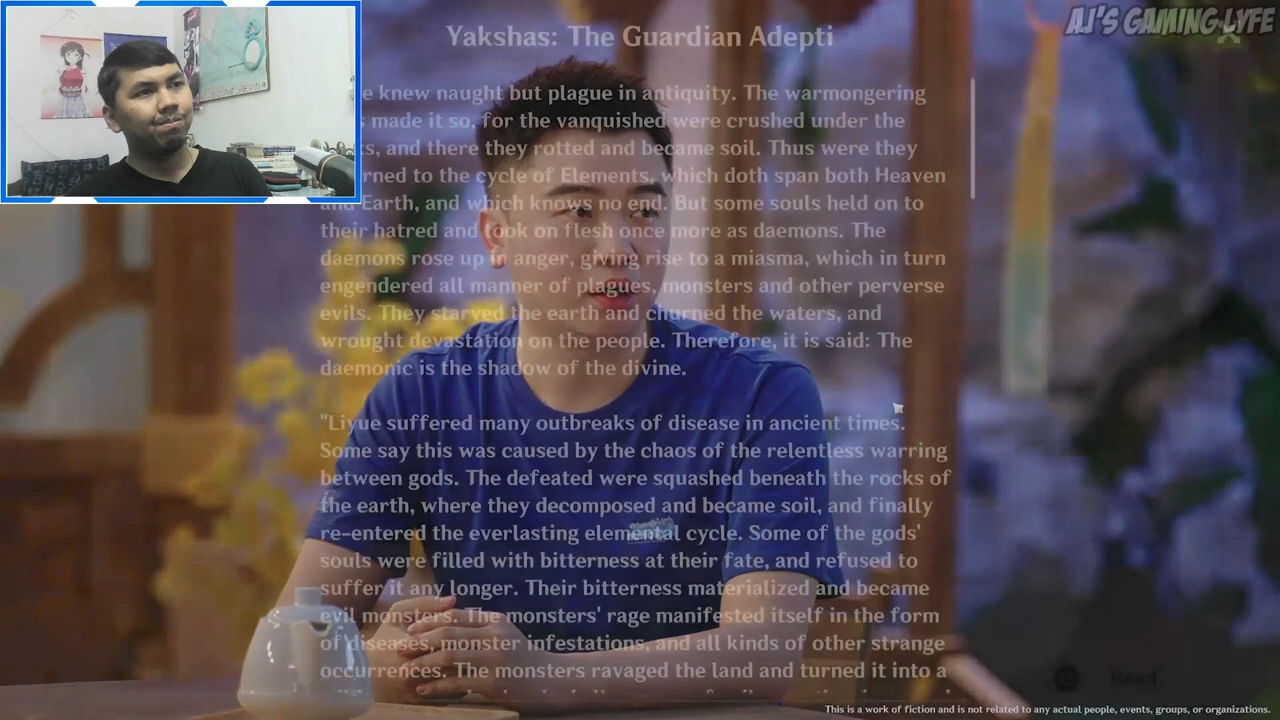 AJ'S GAMING LYFE
Yakshas: The Guardian Adepti
knew naught but plague in antiquity. The warmongering
made it so, for the vanquished were crushed under the
and there they rotted and became soil. Thus were they
to the cycle of Elements, which doth span both Heaven
and Earth, and which knows no end. But some souls held on to
their hatred and took on flesh once more as daemons. The
daemons rose up in anger, giving rise to a miasma, which in turn
engendered all manner of plagues, monsters and other perverse
evils. They starved the earth and churned the waters, and
wrought devastation on the people. Therefore, it is said: The
daemonic is the shadow of the divine.
"Liyue suffered many outbreaks of disease in ancient times.
Some say this was caused by the chaos of the relentless warring
between gods. The defeated were squashed beneath the rocks of
the earth, where they decomposed and became soil, and finally
re-entered the everlasting elemental cycle. Some of the gods'
souls were filled with bitterness at their fate, and refused to
suffer it any longer. Their bitterness materialized and became
evil monsters. The monsters' rage manifested itself in the form
of diseases, monster infestations, and all kinds of other strange
occurrences. The monsters ravaged the land and turned it into a
Read
This is a work of fiction and is not related to any actual people, events, groups, or organizations.